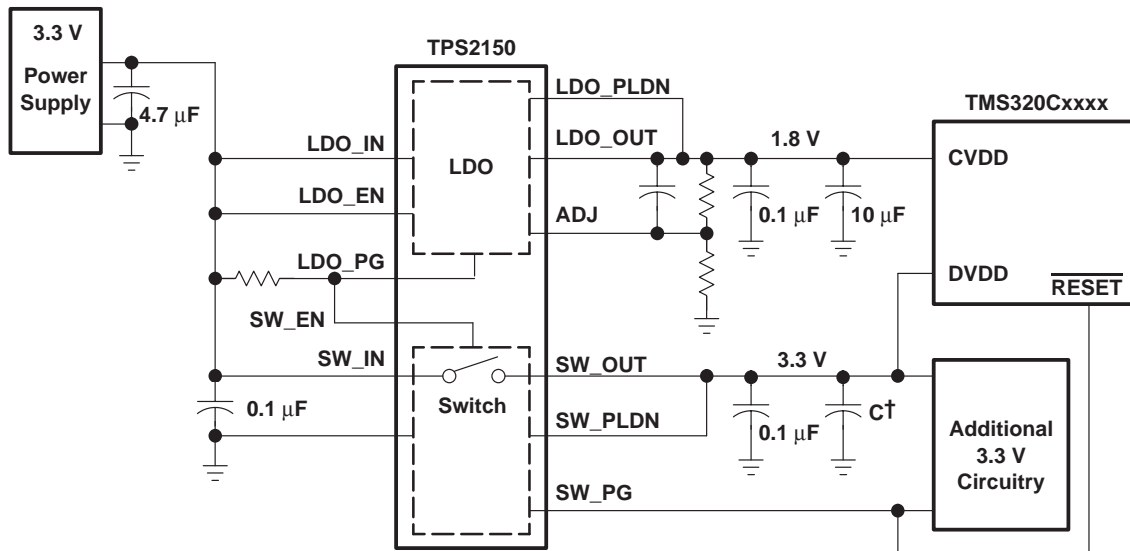 3.3 V
Power
Supply
4.7 μF
TPS2150
LDO_PLDN
TMS320Cxxxx
LDO_IN
LDO
LDO_OUT
1.8 V
CVDD
LDO_EN
ADJ
0.1 μF
10 μF
LDO_PG
DVDD
RESET
SW_EN
SW_IN
SW_OUT
3.3 V
Switch
0.1 μF
SW_PLDN
0.1 μF
C†
Additional
3.3 V
Circuitry
SW_PG